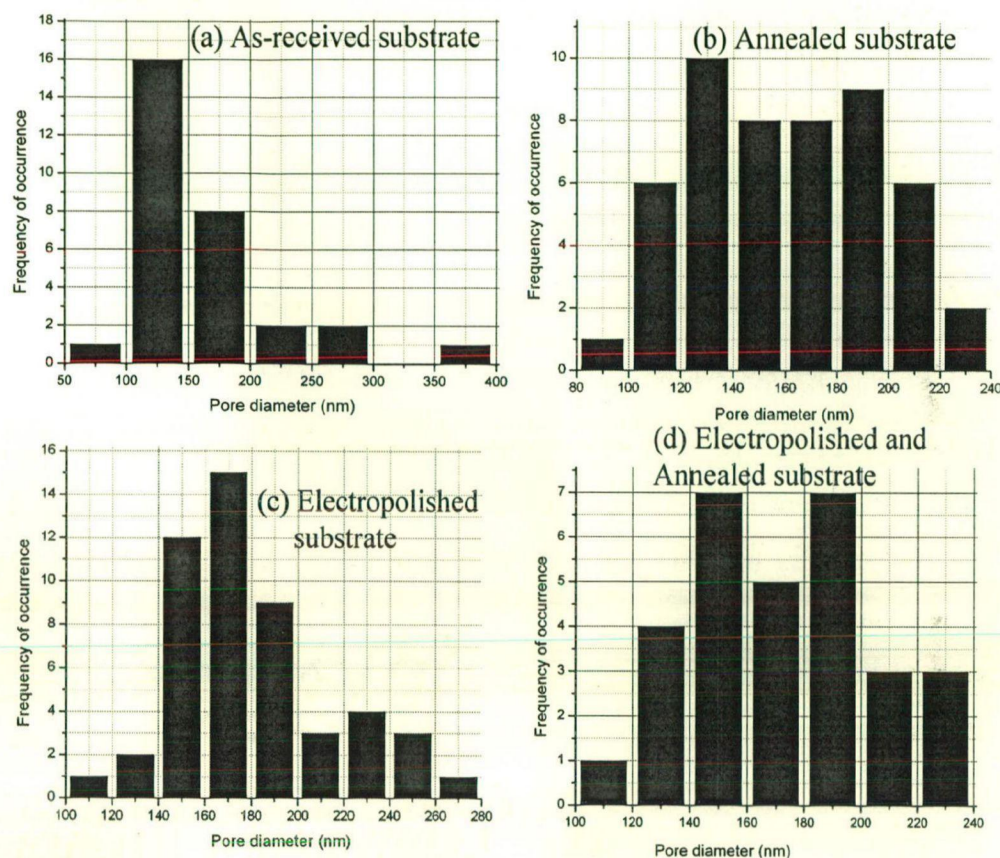 (a) As-received substrate
18
16
14
12
10
8
6
4
2
0
Frequency of occurrence
50 100 150 200 250 300 350 400
Pore diameter (nm)
(b) Annealed substrate
10
8
6
4
2
0
Frequency of occurrence
80 100 120 140 160 180 200 220 240
Pore diameter (nm)
(c) Electropolished
substrate
16
14
12
10
8
6
4
2
0
Frequency of occurrence
100 120 140 160 180 200 220 240 260 280
Pore diameter (nm)
(d) Electropolished and
Annealed substrate
7
6
5
4
3
2
1
0
Frequency of occurrence
100 120 140 160 180 200 220 240
Pore diameter (nm)